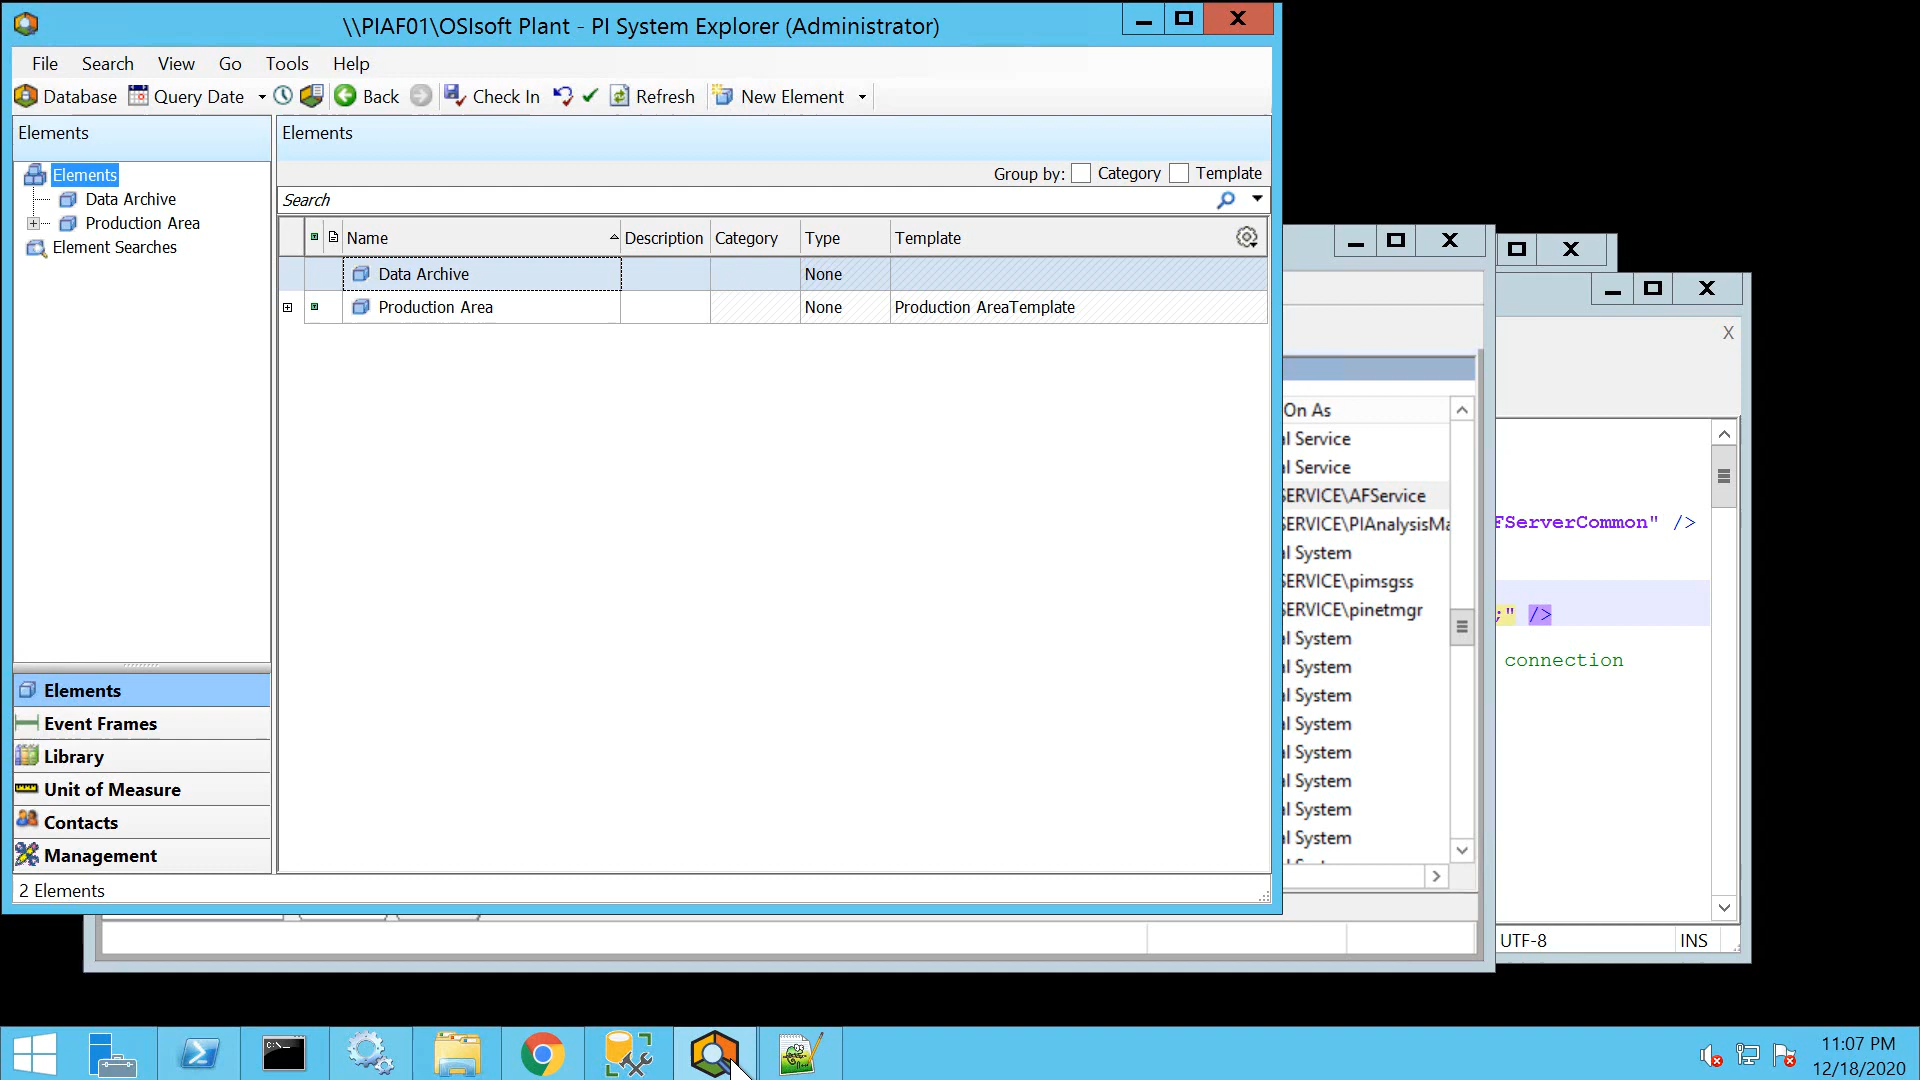 \\PIAF01\OSIsoft Plant - PI System Explorer (Administrator)
File Search View Go Tools Help
Database Query Date Back Check In Refresh New Element
Elements
Elements
Data Archive
Production Area
Element Searches
Elements
Group by: Category Template
Search
Name Description Category Type Template
Data Archive None
Production Area None Production AreaTemplate
Elements
Event Frames
Library
Unit of Measure
Contacts
Management
2 Elements
On As
l Service
l Service
SERVICE\AFService
SERVICE\PIAnalysisMa
l System
SERVICE\pimsgss
SERVICE\pinetmgr
l System
l System
l System
l System
l System
l System
l System
l System
X
FServerCommon" />
;" />
connection
UTF-8 INS
C:\_
11:07 PM
12/18/2020